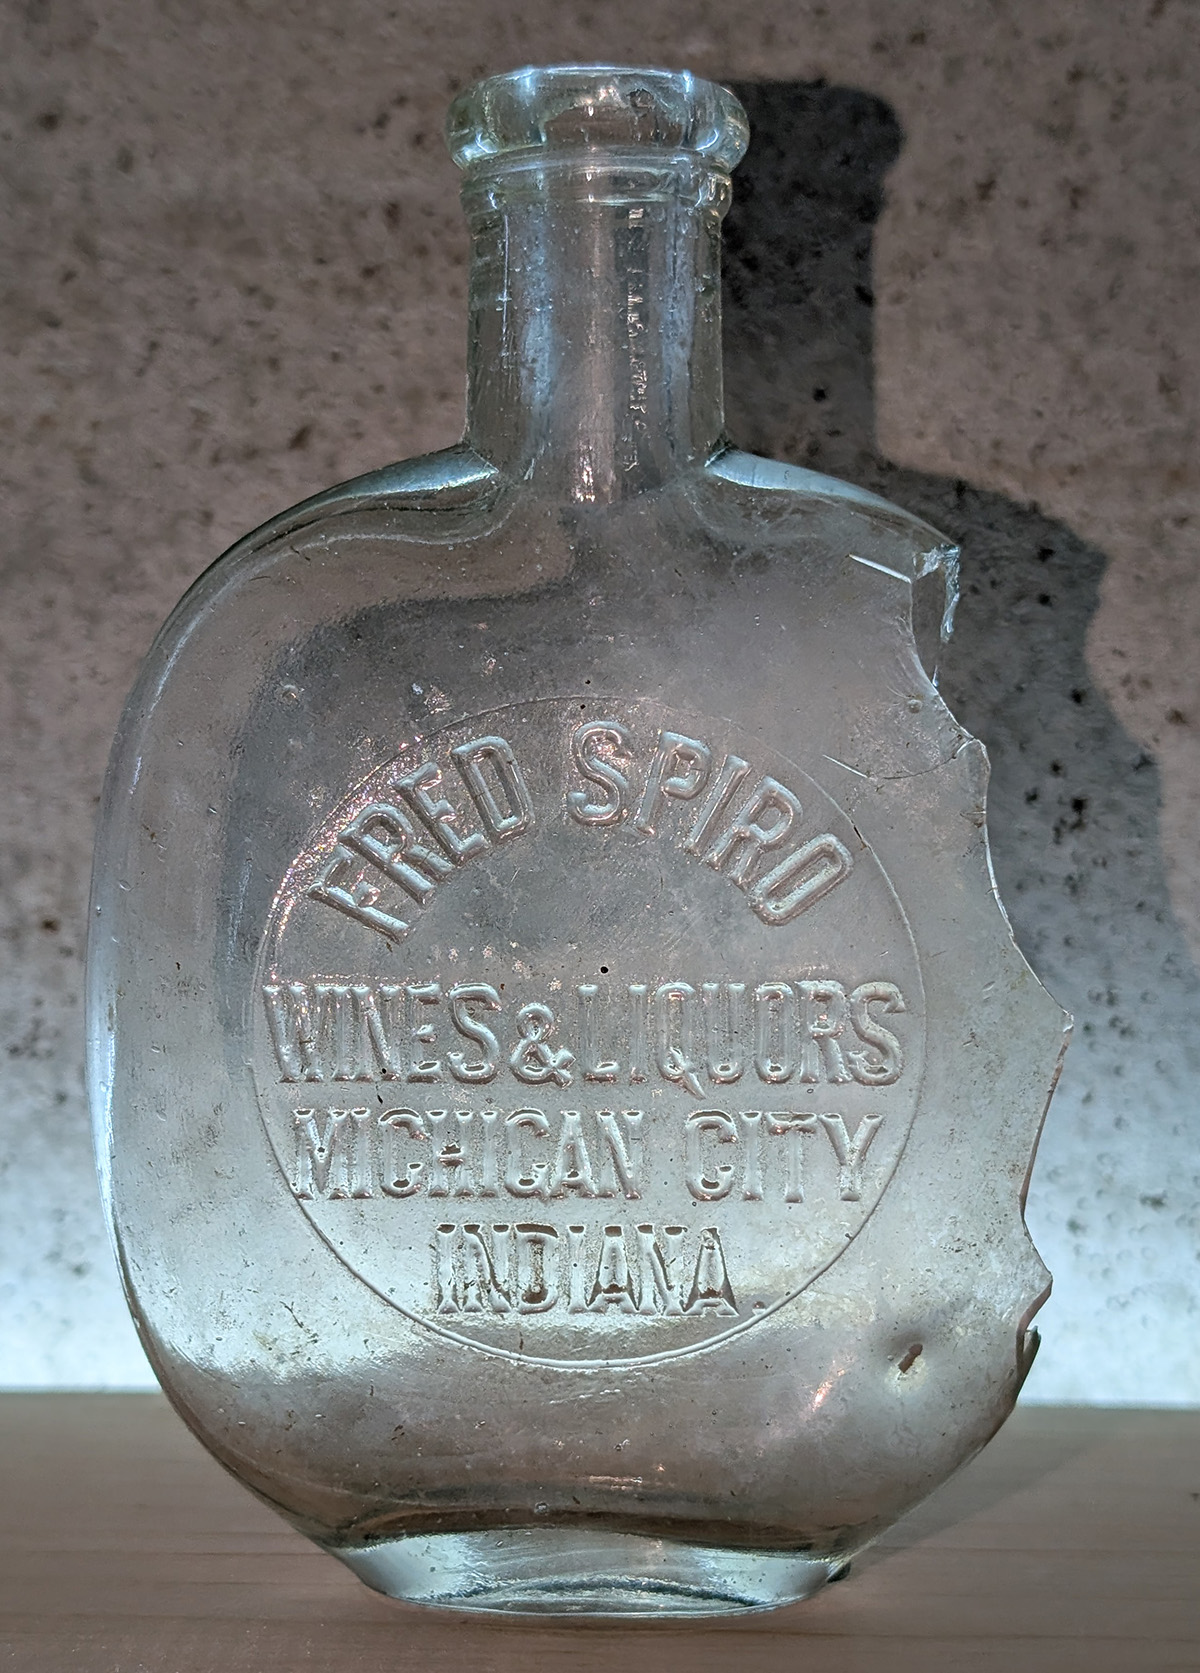 FRED SPIRO
WINES & LIQUORS
MICHIGAN CITY
INDIANA.